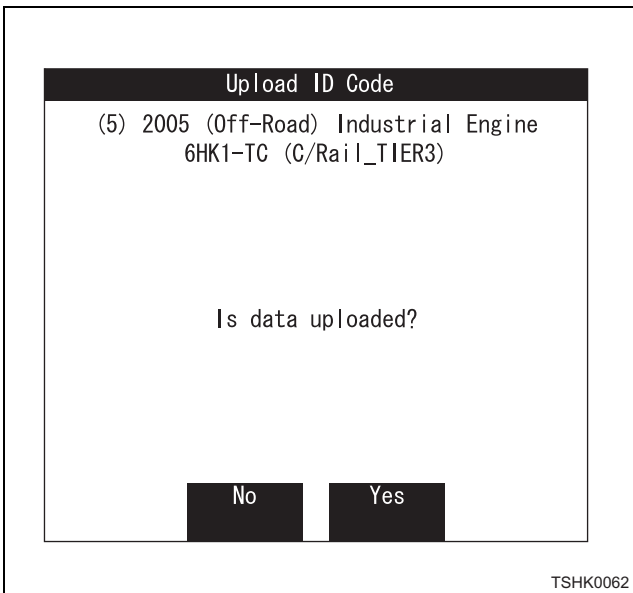 Upload ID Code
(5) 2005 (Off-Road) Industrial Engine
6HK1-TC (C/Rail_TIER3)
Is data uploaded?
No Yes
TSHK0062